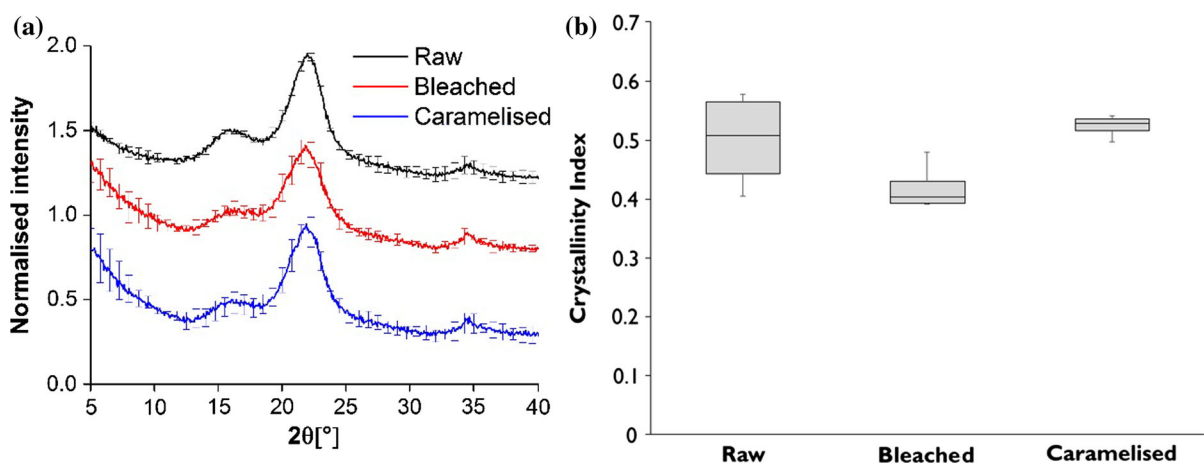 (a)
Normalised intensity
2.0
1.5
1.0
0.5
0.0
Raw
Bleached
Caramelised
5 10 15 20 25 30 35 40
2θ[°]
(b)
Crystallinity Index
0.7
0.6
0.5
0.4
0.3
0.2
0.1
0
Raw Bleached Caramelised